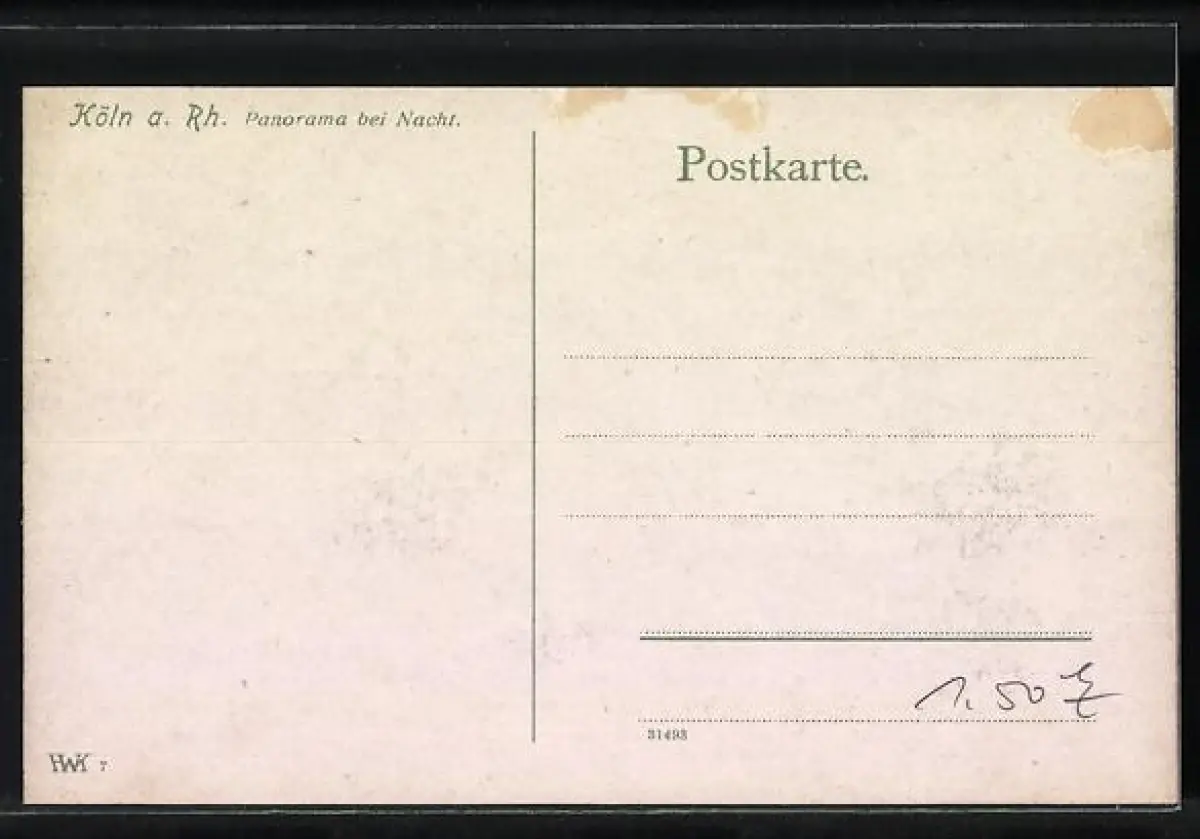 Köln a. Rh. Panorama bei Nacht.
Postkarte.
1.50
31493
HWK 7